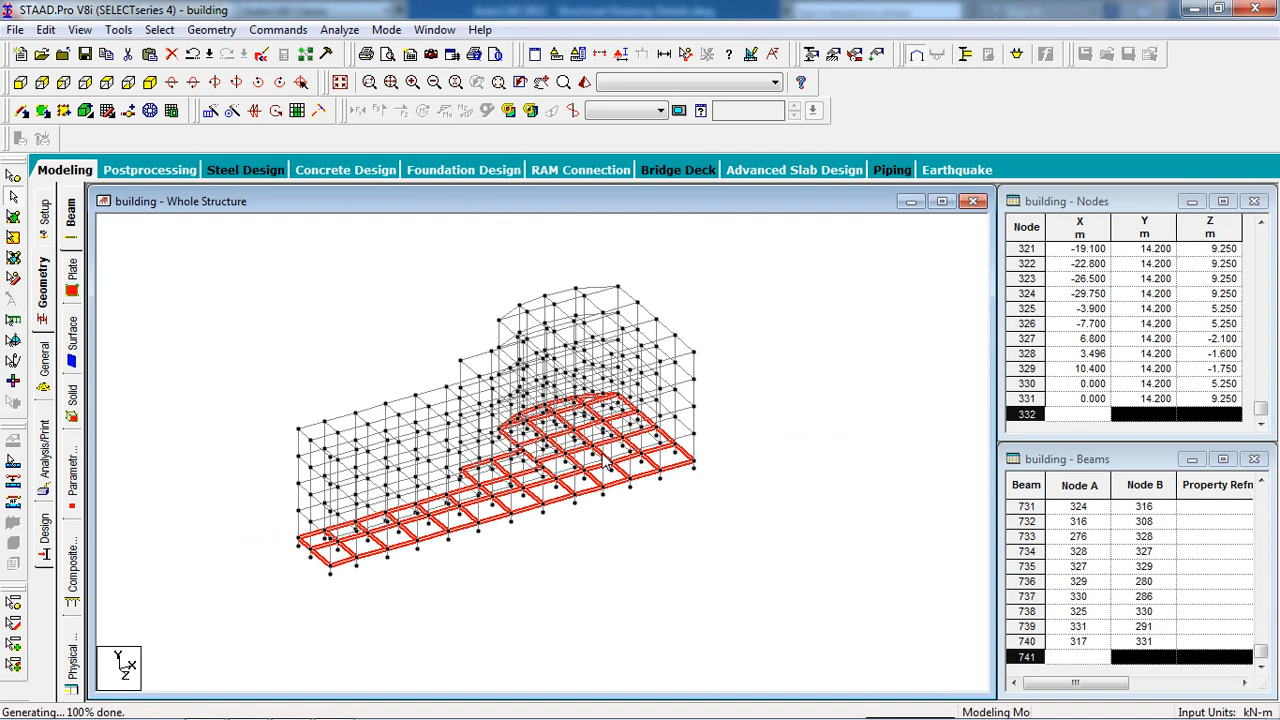 STAAD.Pro V8i (SELECTseries 4) - building
File Edit View Tools Select Geometry Commands Analyze Mode Window Help
Modeling Postprocessing Steel Design Concrete Design Foundation Design RAM Connection Bridge Deck Advanced Slab Design Piping Earthquake
Setup
Geometry
General
Analysis/Print
Design
Beam
Plate
Surface
Solid
Parametr...
Composite...
Physical ...
building - Whole Structure
Y
X
Z
building - Nodes
Node X m Y m Z m
321 -19.100 14.200 9.250
322 -22.800 14.200 9.250
323 -26.500 14.200 9.250
324 -29.750 14.200 9.250
325 -3.900 14.200 5.250
326 -7.700 14.200 5.250
327 6.800 14.200 -2.100
328 3.496 14.200 -1.600
329 10.400 14.200 -1.750
330 0.000 14.200 5.250
331 0.000 14.200 9.250
332
building - Beams
Beam Node A Node B Property Refn
731 324 316
732 316 308
733 276 328
734 328 327
735 327 329
736 329 280
737 330 286
738 325 330
739 331 291
740 317 331
741
Generating... 100% done. Modeling Mo Input Units: kN-m